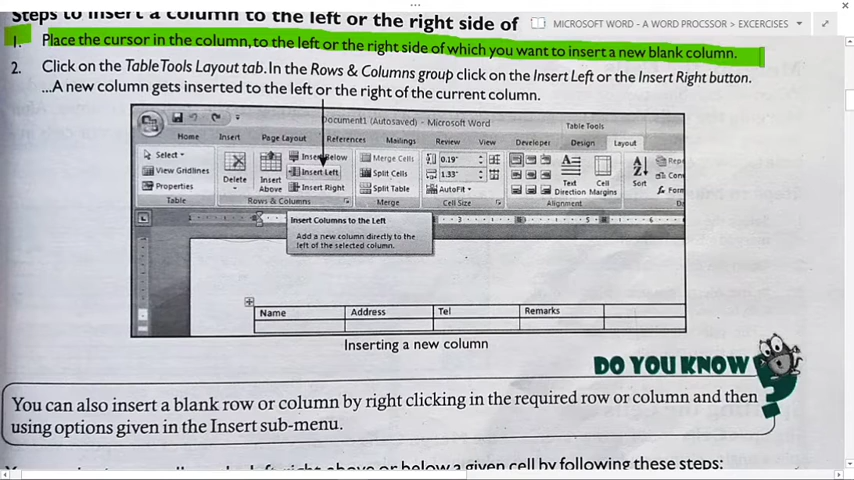 Steps to insert a column to the left or the right side of
MICROSOFT WORD - A WORD PROCSSOR > EXCERCISES
1. Place the cursor in the column, to the left or the right side of which you want to insert a new blank column.
2. Click on the Table Tools Layout tab. In the Rows & Columns group click on the Insert Left or the Insert Right button.
...A new column gets inserted to the left or the right of the current column.
Document1 (Autosaved) - Microsoft Word
Table Tools
Home Insert Page Layout References Mailings Review View Developer Design Layout
Select
View Gridlines
Properties
Table
Delete
Insert Above
Insert Below
Insert Left
Insert Right
Rows & Columns
Merge Cells
Split Cells
Split Table
Merge
0.19"
1.33"
AutoFit
Cell Size
Text Direction
Cell Margins
Alignment
Sort
Insert Columns to the Left
Add a new column directly to the
left of the selected column.
Name Address Tel Remarks
Inserting a new column
DO YOU KNOW
You can also insert a blank row or column by right clicking in the required row or column and then
using options given in the Insert sub-menu.
a given cell by following these steps: